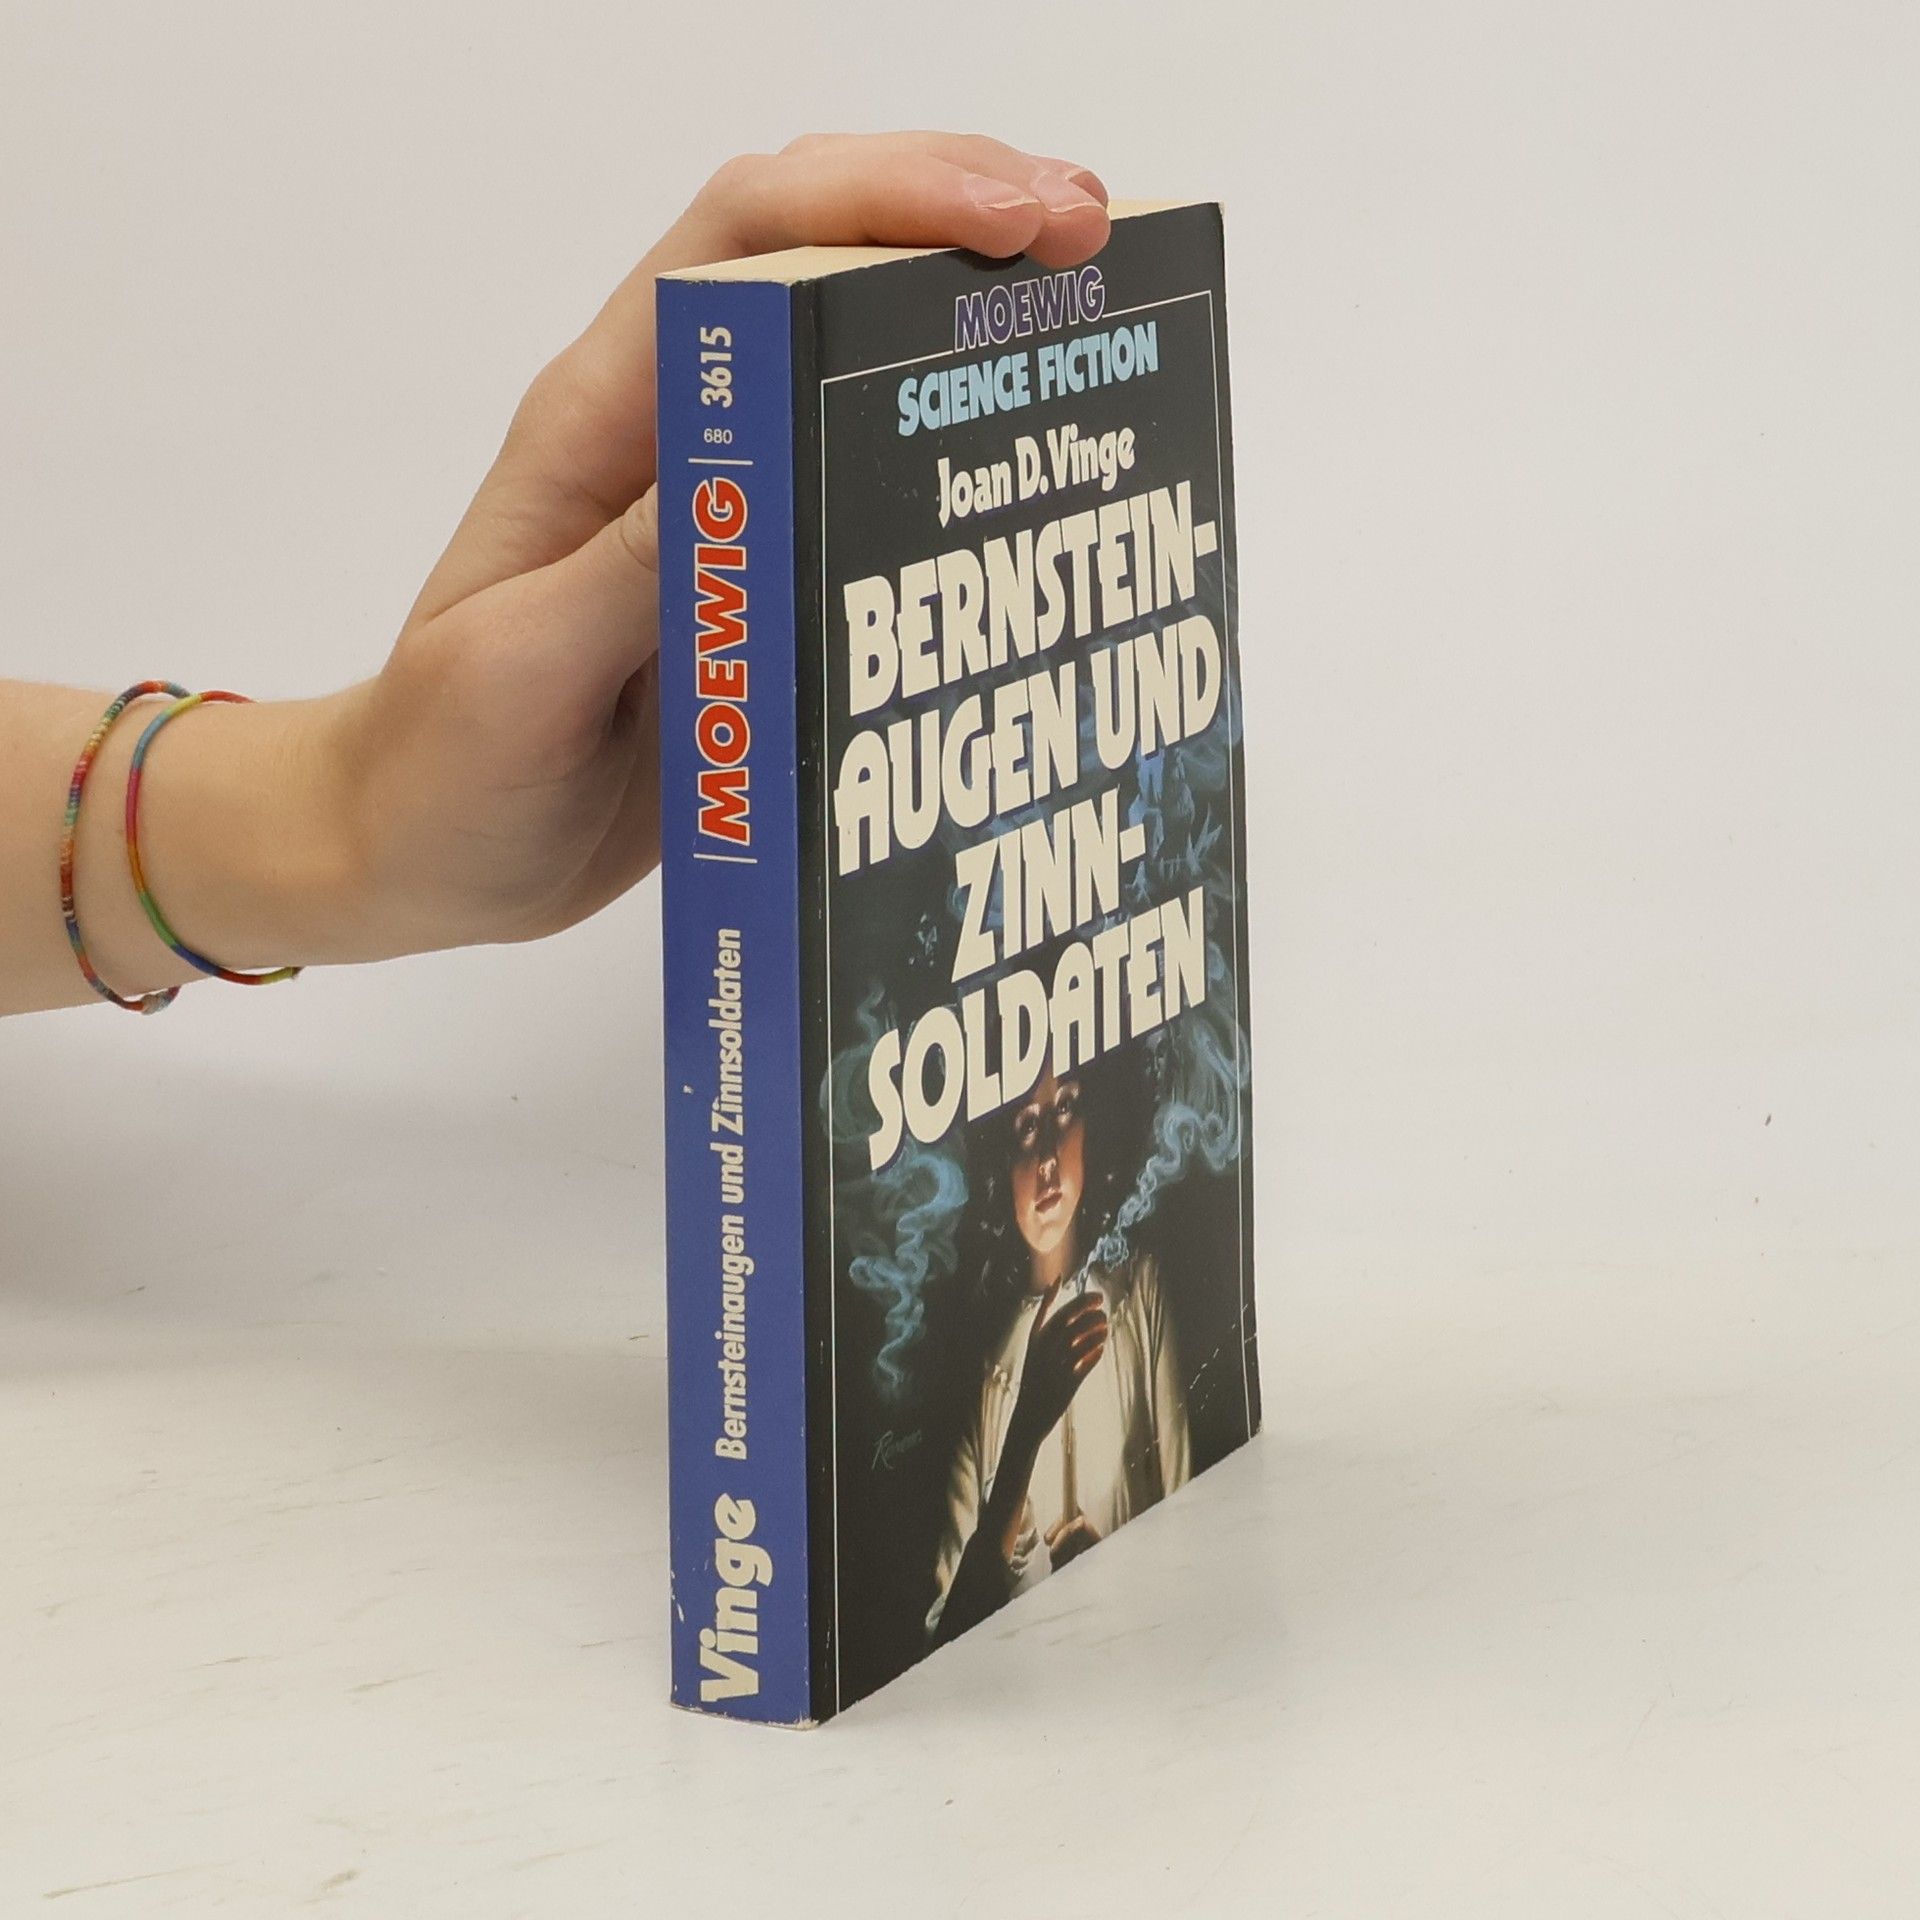 MOEWIG
SCIENCE FICTION
Joan D. Vinge
BERNSTEIN-
AUGEN UND
ZINN-
SOLDATEN
Vinge Bernsteinaugen und Zinnsoldaten MOEWIG 680 3615